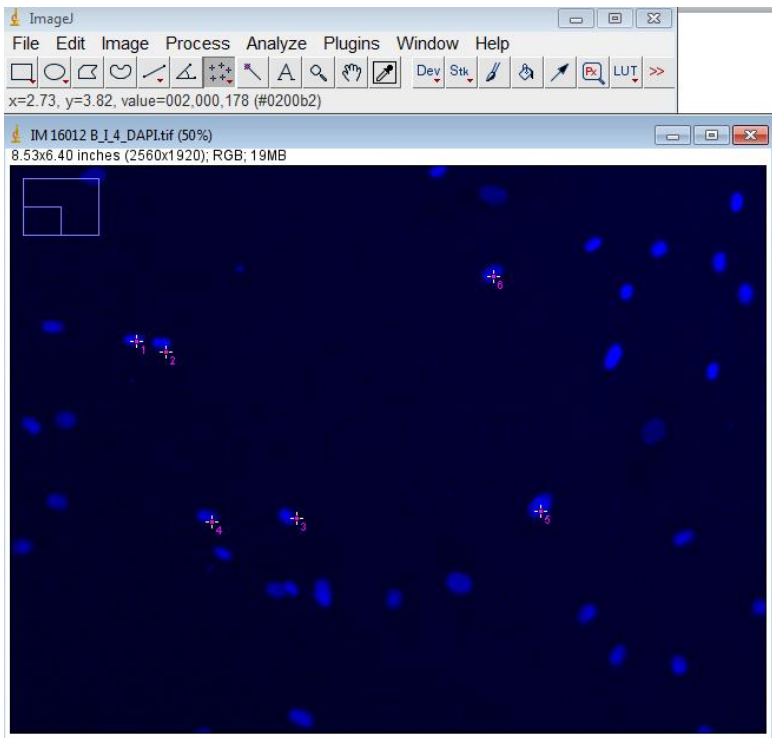 ImageJ
File Edit Image Process Analyze Plugins Window Help
A Dev Stk Px LUT >>
x=2.73, y=3.82, value=002,000,178 (#0200b2)
IM 16012 B_I_4_DAPI.tif (50%)
8.53x6.40 inches (2560x1920); RGB; 19MB
6
1
2
4
3
5